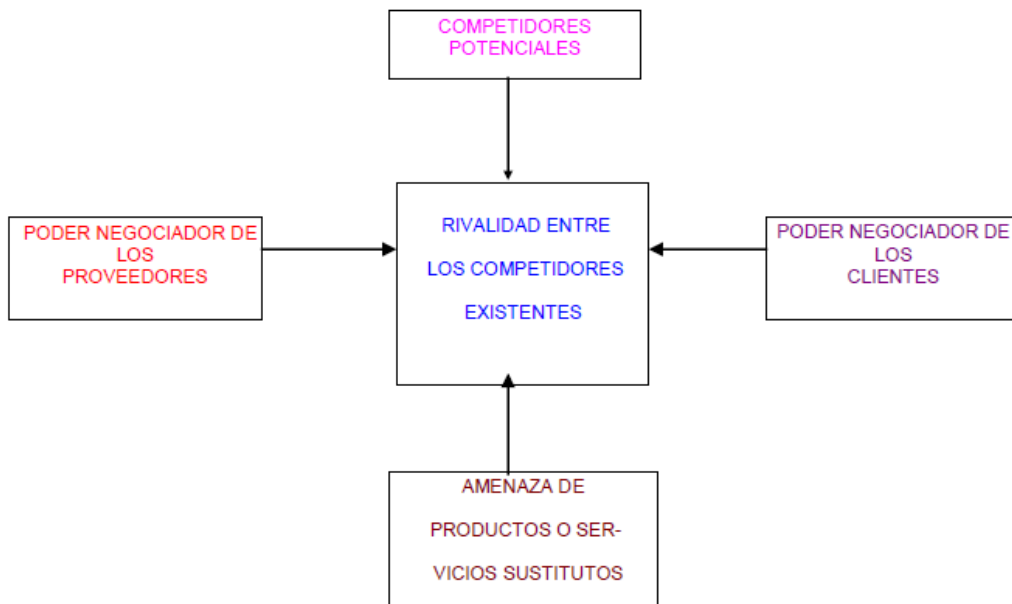 COMPETIDORES
POTENCIALES
PODER NEGOCIADOR DE
LOS
PROVEEDORES
RIVALIDAD ENTRE
LOS COMPETIDORES
EXISTENTES
PODER NEGOCIADOR DE
LOS
CLIENTES
AMENAZA DE
PRODUCTOS O SER-
VICIOS SUSTITUTOS